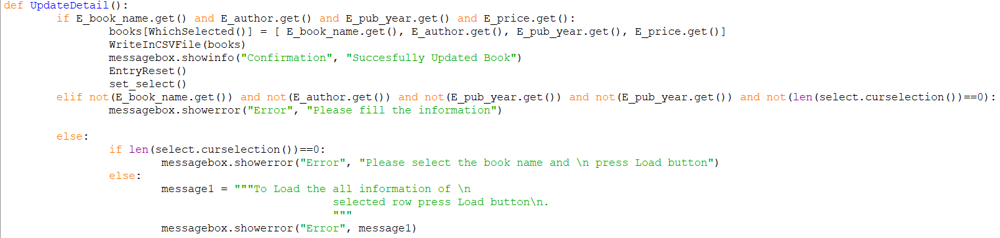 def UpdateDetail():
        if E_book_name.get() and E_author.get() and E_pub_year.get() and E_price.get():
                books[WhichSelected()] = [ E_book_name.get(), E_author.get(), E_pub_year.get(), E_price.get()]
                WriteInCSVFile(books)
                messagebox.showinfo("Confirmation", "Succesfully Updated Book")
                EntryReset()
                set_select()
        elif not(E_book_name.get()) and not(E_author.get()) and not(E_pub_year.get()) and not(E_pub_year.get()) and not(len(select.curselection())==0):
                messagebox.showerror("Error", "Please fill the information")

        else:
                if len(select.curselection())==0:
                        messagebox.showerror("Error", "Please select the book name and \n press Load button")
                else:
                        message1 = """To Load the all information of \n
                                                  selected row press Load button\n.
                                                  """
                        messagebox.showerror("Error", message1)